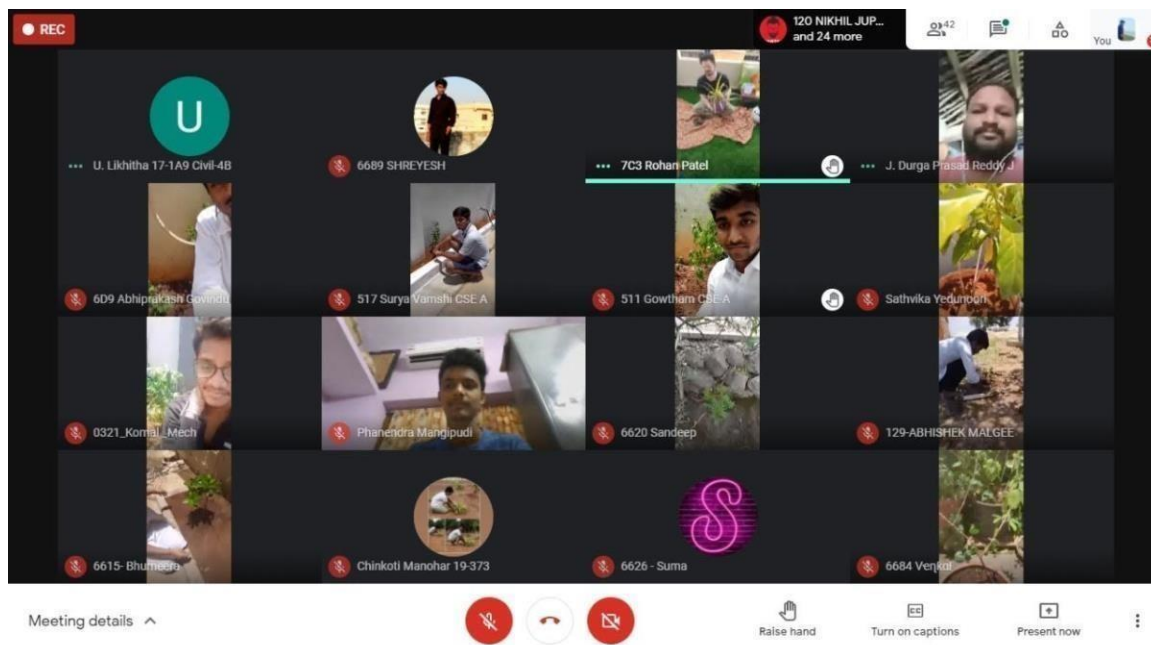 REC
120 NIKHIL JUP...
and 24 more
42
You
U
U. Likhitha 17-1A9 Civil-4B
6689 SHREYESH
7C3 Rohan Patel
J. Durga Prasad Reddy J
6D9 Abhiprakash Govindu
517 Surya Vamshi CSE A
511 Gowtham CSE A
Sathvika Yedunoori
0321_Komal_Mech
Phanendra Mangipudi
6620 Sandeep
129-ABHISHEK MALGEE
6615- Bhumeera
Chinkoti Manohar 19-373
S
6626 - Suma
6684 Venkat
Meeting details
Raise hand
CC
Turn on captions
Present now